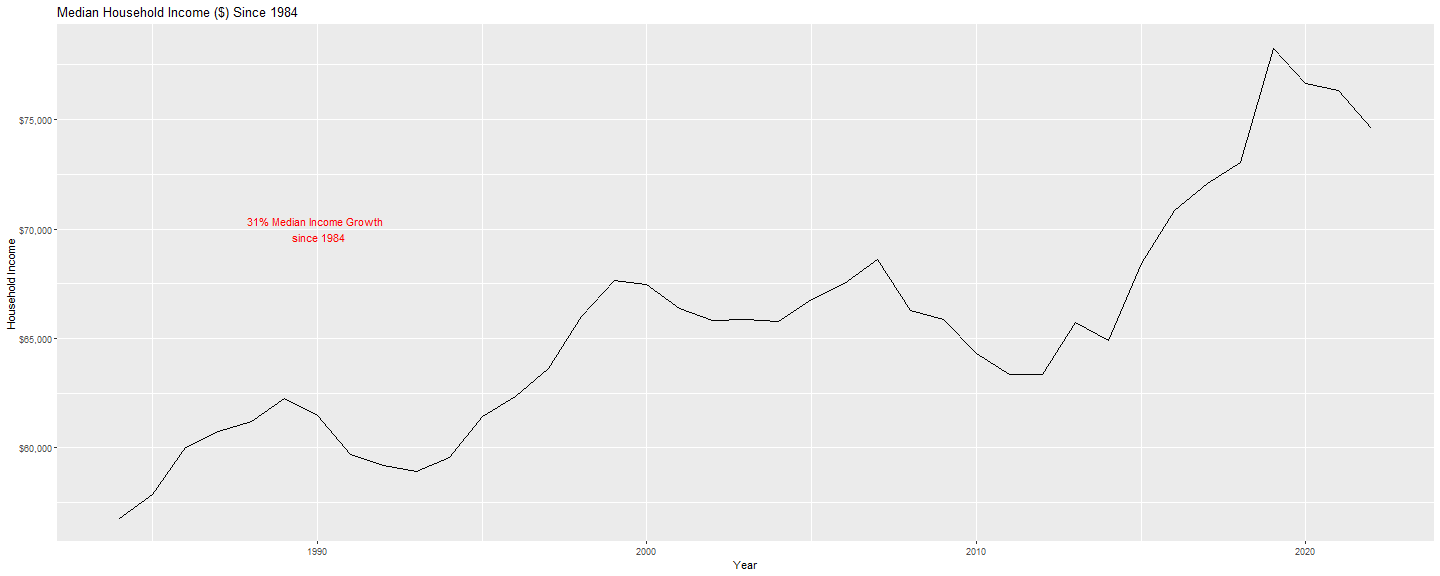 Median Household Income ($) Since 1984
Household Income
$75,000
$70,000
$65,000
$60,000
31% Median Income Growth
since 1984
1990
2000
2010
2020
Year